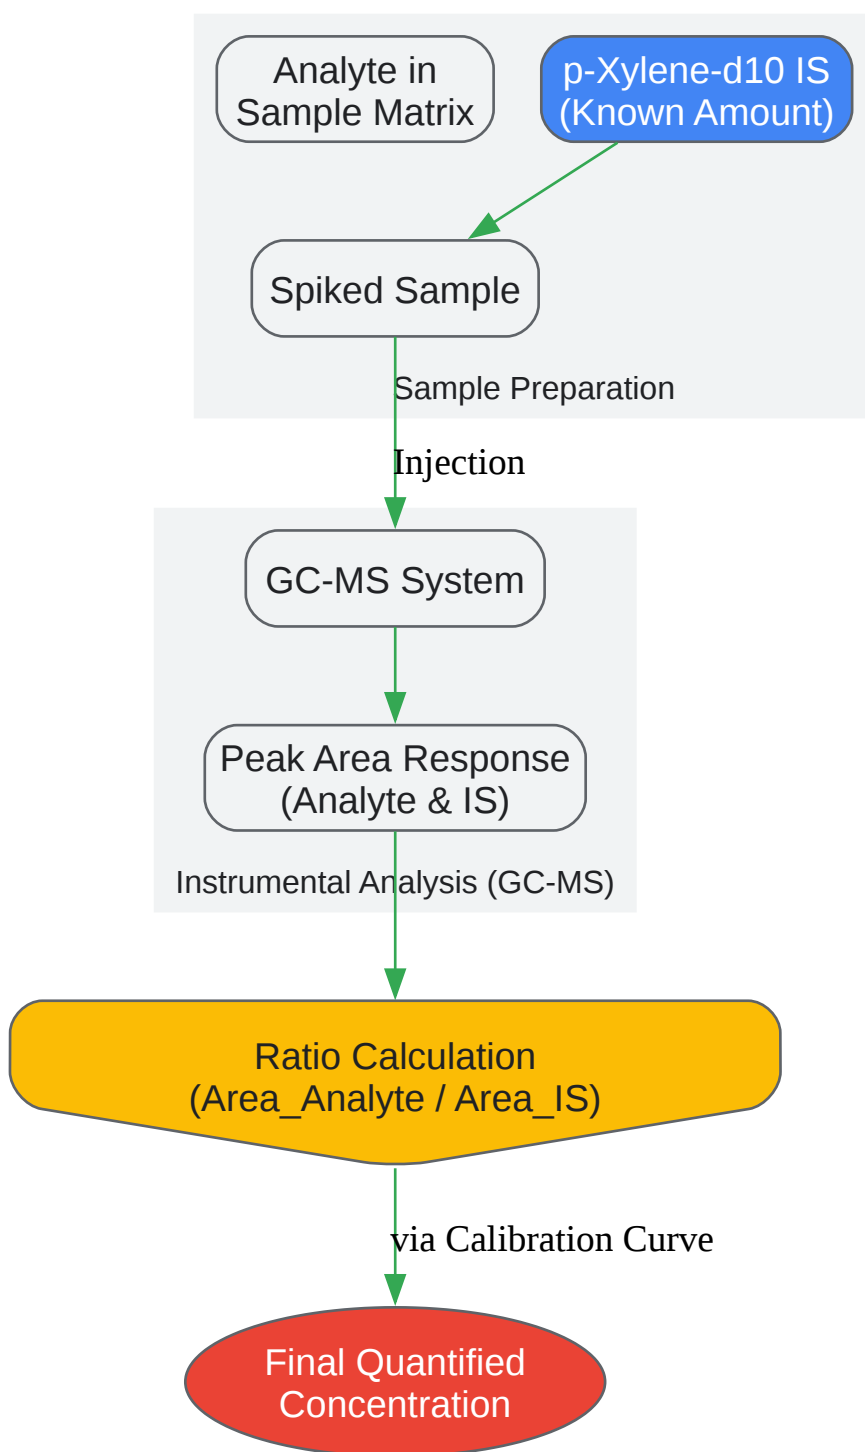 Analyte in
Sample Matrix
p-Xylene-d10 IS
(Known Amount)
Spiked Sample
Sample Preparation
Injection
GC-MS System
Peak Area Response
(Analyte & IS)
Instrumental Analysis (GC-MS)
Ratio Calculation
(Area_Analyte / Area_IS)
via Calibration Curve
Final Quantified
Concentration